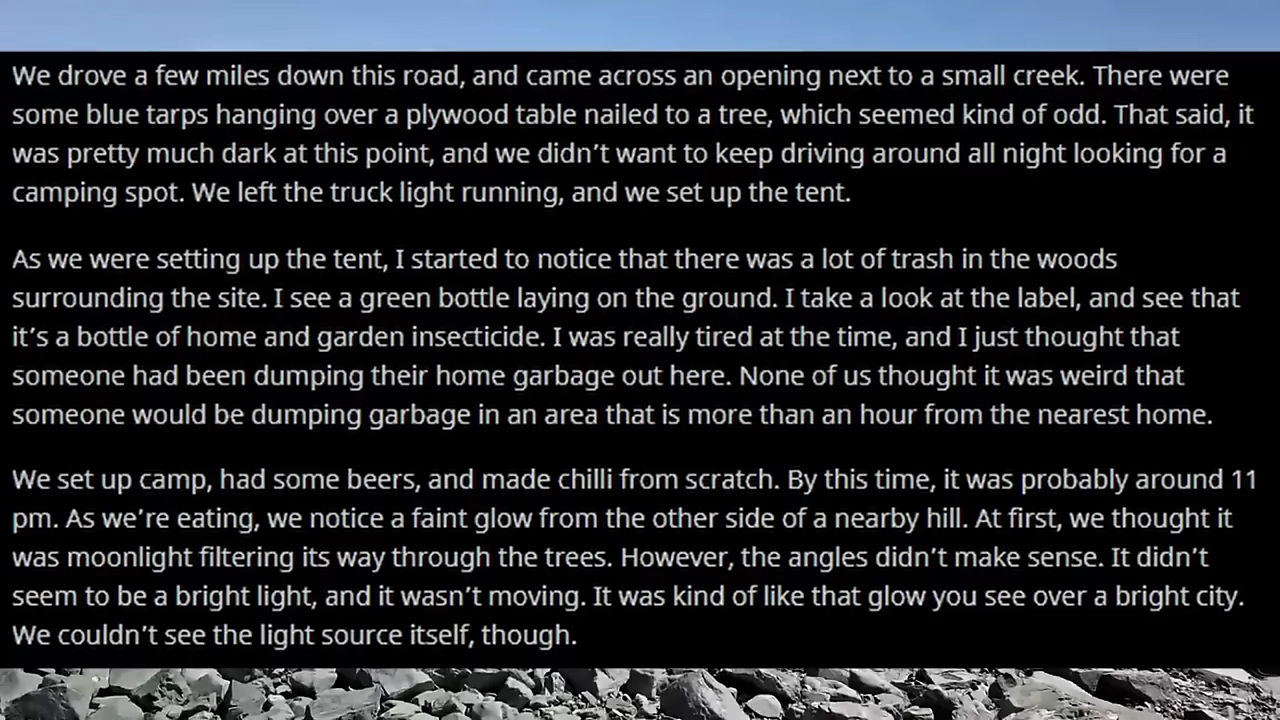 We drove a few miles down this road, and came across an opening next to a small creek. There were
some blue tarps hanging over a plywood table nailed to a tree, which seemed kind of odd. That said, it
was pretty much dark at this point, and we didn’t want to keep driving around all night looking for a
camping spot. We left the truck light running, and we set up the tent.
As we were setting up the tent, I started to notice that there was a lot of trash in the woods
surrounding the site. I see a green bottle laying on the ground. I take a look at the label, and see that
it’s a bottle of home and garden insecticide. I was really tired at the time, and I just thought that
someone had been dumping their home garbage out here. None of us thought it was weird that
someone would be dumping garbage in an area that is more than an hour from the nearest home.
We set up camp, had some beers, and made chilli from scratch. By this time, it was probably around 11
pm. As we’re eating, we notice a faint glow from the other side of a nearby hill. At first, we thought it
was moonlight filtering its way through the trees. However, the angles didn’t make sense. It didn’t
seem to be a bright light, and it wasn’t moving. It was kind of like that glow you see over a bright city.
We couldn’t see the light source itself, though.